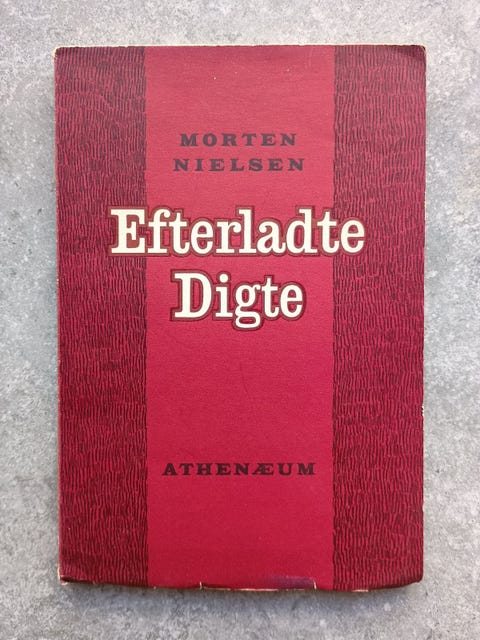 MORTEN
NIELSEN
Efterladte
Digte
ATHENÆUM